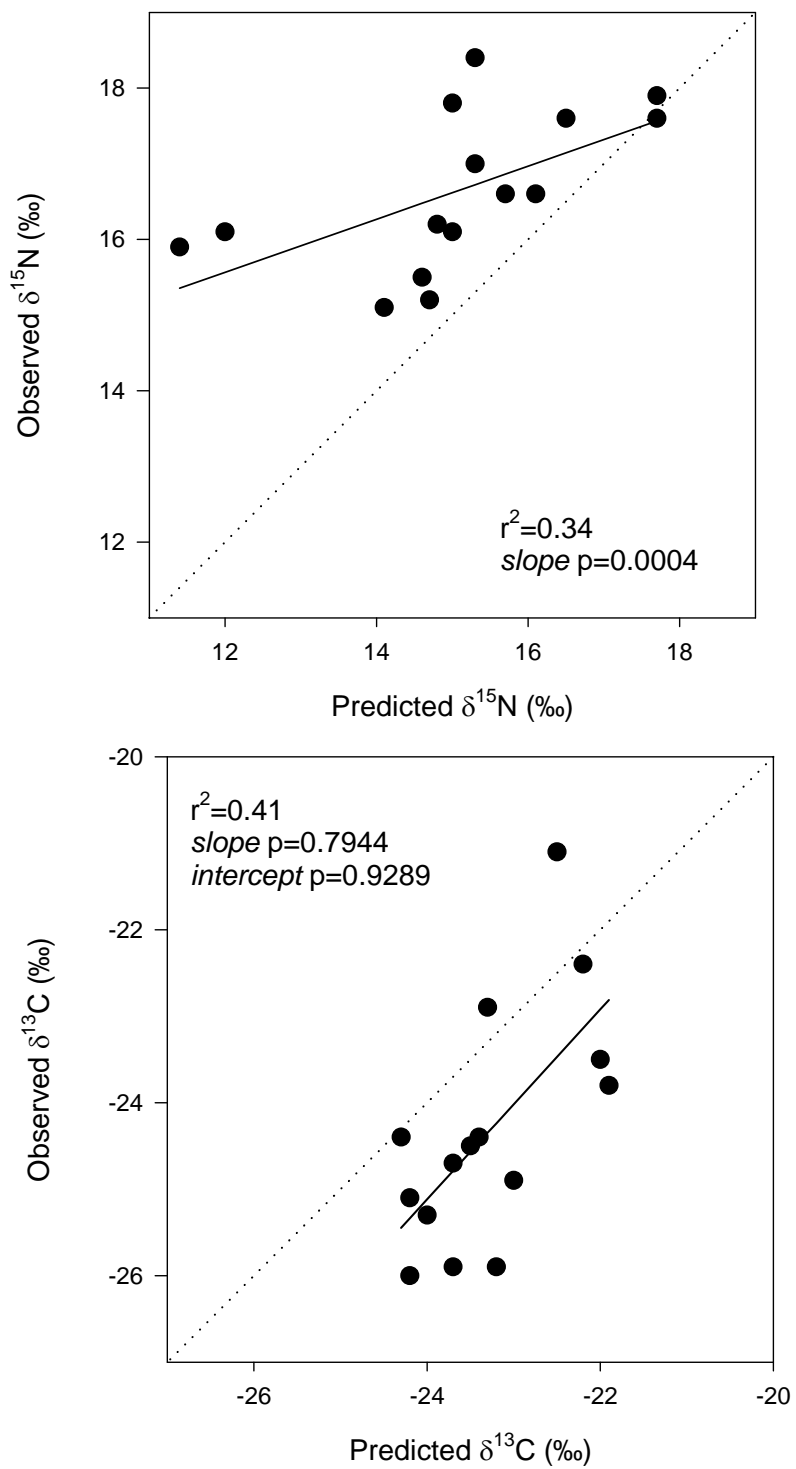 18
16
14
12
Observed δ¹⁵N (‰)
r²=0.34
slope p=0.0004
12 14 16 18
Predicted δ¹⁵N (‰)
-20
-22
-24
-26
Observed δ¹³C (‰)
r²=0.41
slope p=0.7944
intercept p=0.9289
-26 -24 -22 -20
Predicted δ¹³C (‰)